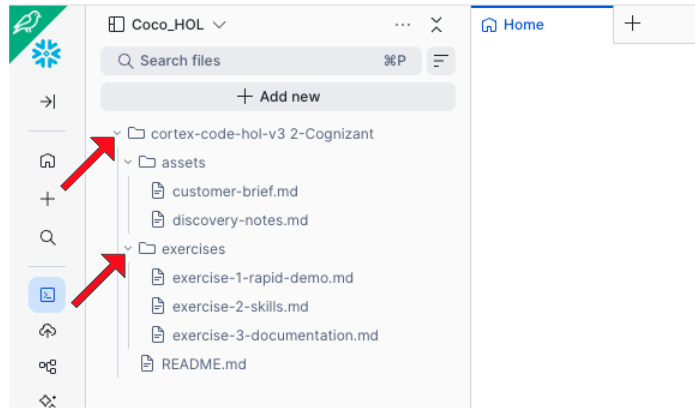 Coco_HOL
Home
Search files ⌘P
Add new
cortex-code-hol-v3 2-Cognizant
assets
customer-brief.md
discovery-notes.md
exercises
exercise-1-rapid-demo.md
exercise-2-skills.md
exercise-3-documentation.md
README.md